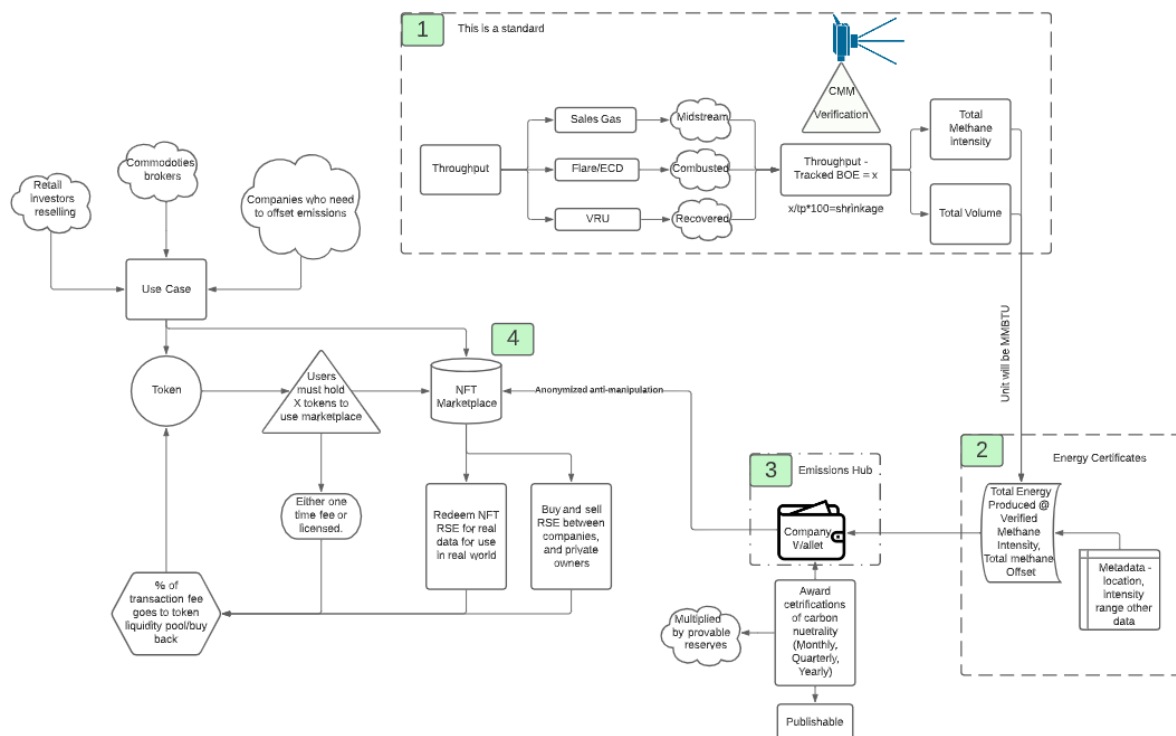 1
This is a standard
CMM
Verification
Throughput
Sales Gas
Midstream
Flare/ECD
Combusted
VRU
Recovered
Throughput -
Tracked BOE = x
x/tp*100=shrinkage
Total
Methane
intensity
Total Volume
Unit will be MMBTU
Retail
investors
reselling
Commodoties
brokers
Companies who need
to offset emissions
Use Case
Token
Users
must hold
X tokens to
use marketplace
4
NFT
Marketplace
Anonymized anti-manipulation
Either one
time fee or
licensed.
Redeem NFT
RSE for real
data for use
in real world
Buy and sell
RSE between
companies,
and private
owners
% of
transaction fee
goes to token
liquidity pool/buy
back
3
Emissions Hub
Company
Wallet
Award
cetrifications
of carbon
nuetrality
(Monthly,
Quarterly,
Yearly)
Multiplied
by provable
reserves
Publishable
2
Energy Certificates
Total Energy
Produced @
Verified
Methane
Intensity,
Total methane
Offset
Metadata -
location,
intensity
range other
data